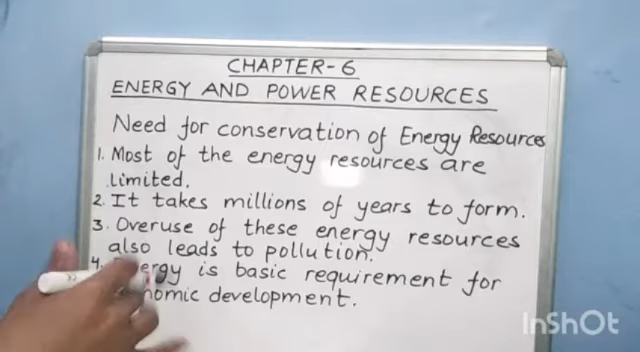 CHAPTER-6
ENERGY AND POWER RESOURCES
Need for conservation of Energy Resources
1. Most of the energy resources are
limited.
2. It takes millions of years to form.
3. Overuse of these energy resources
also leads to pollution.
4. Energy is basic requirement for
nomic development.
InShOt